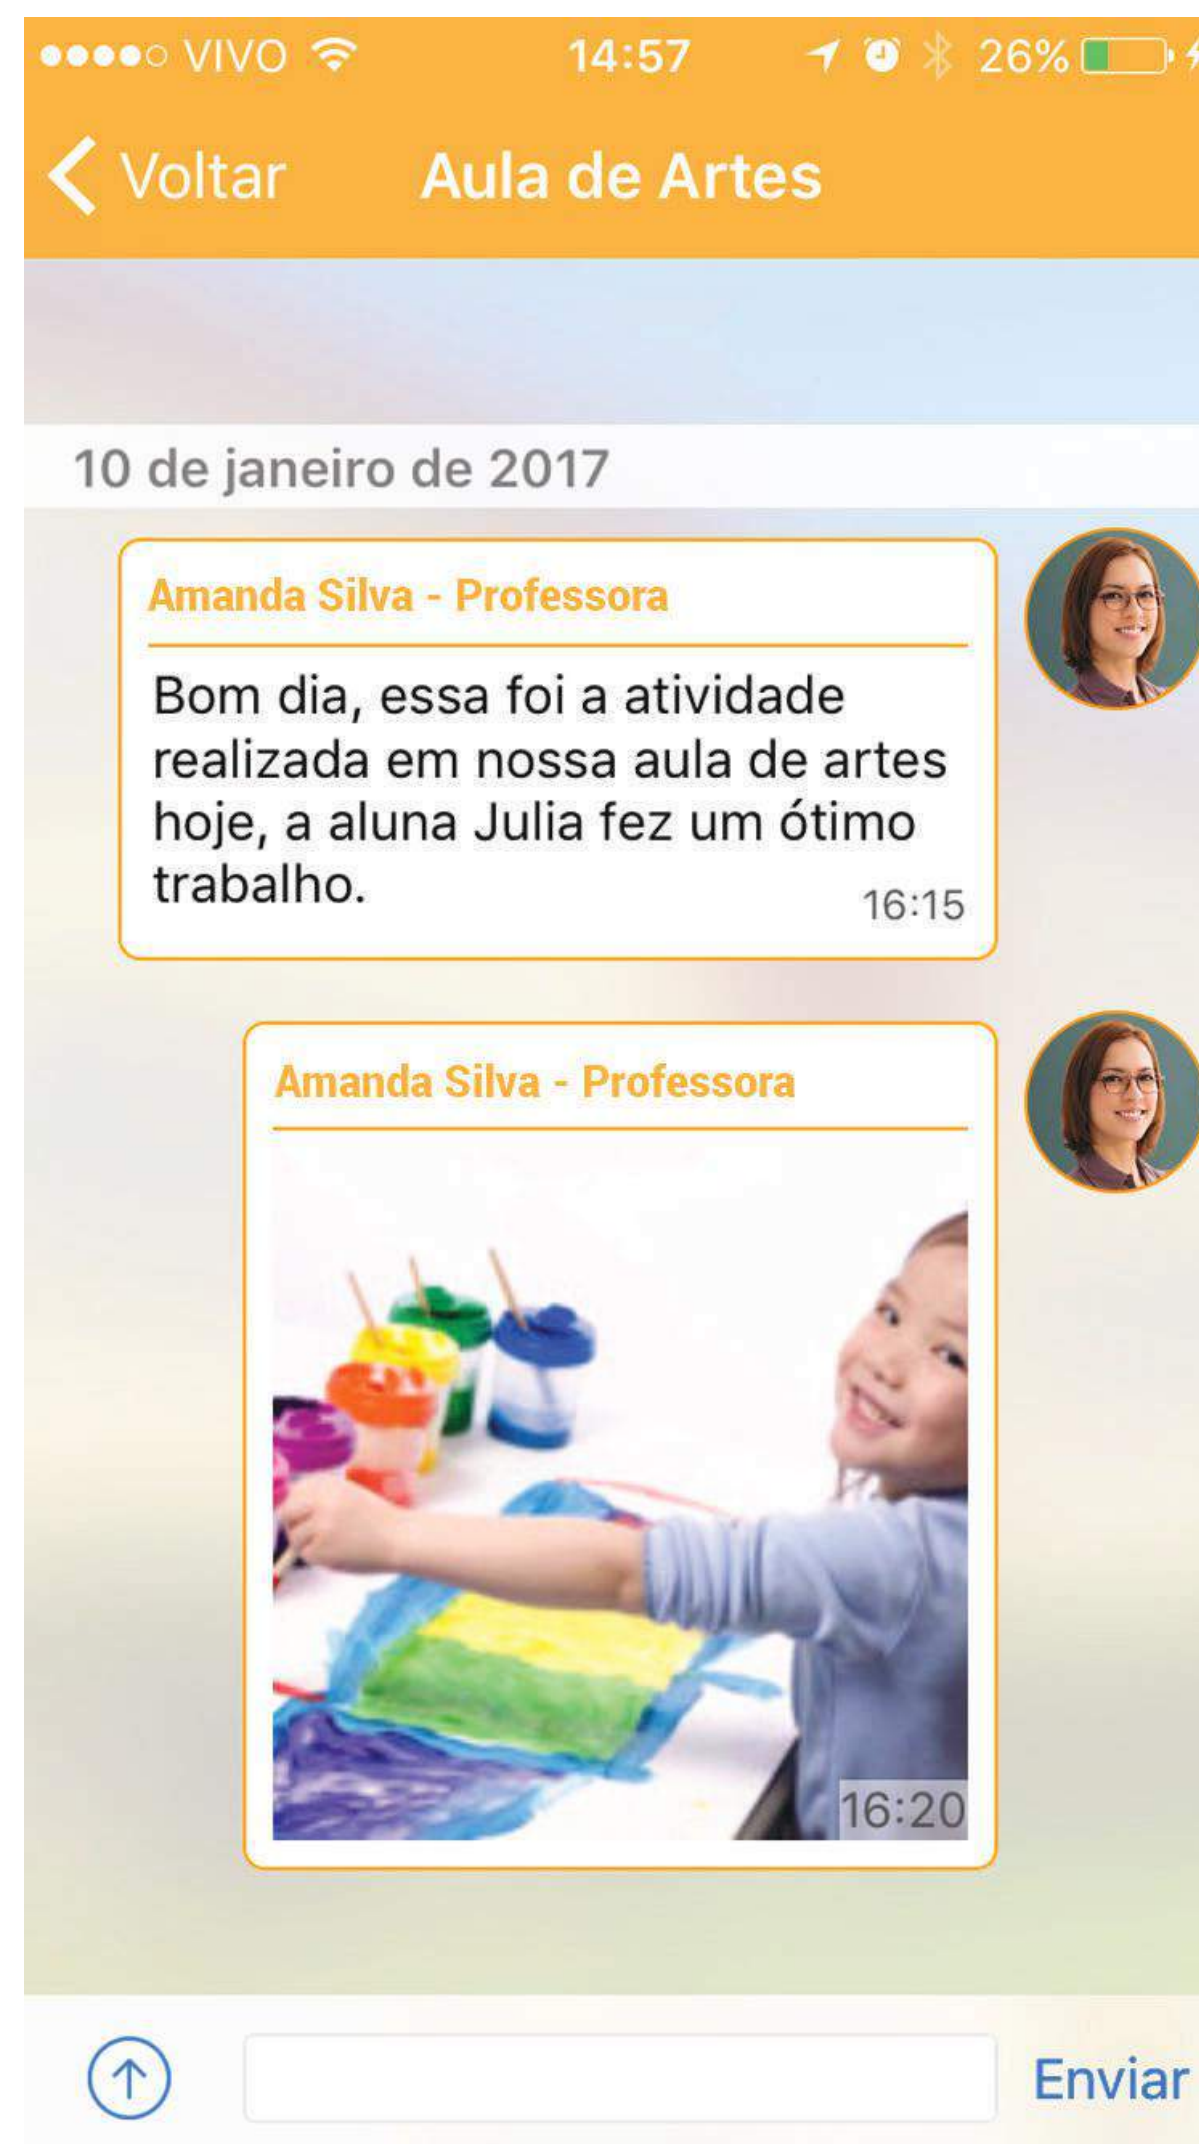 VIVO 14:57 26%
Voltar Aula de Artes
10 de janeiro de 2017
Amanda Silva - Professora
Bom dia, essa foi a atividade
realizada em nossa aula de artes
hoje, a aluna Julia fez um ótimo
trabalho.
16:15
Amanda Silva - Professora
16:20
Enviar